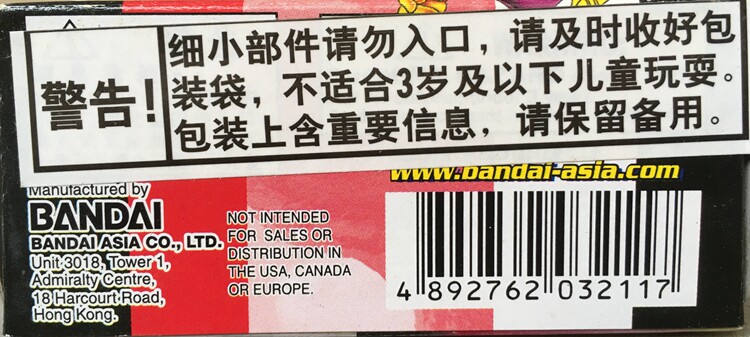 警告!
细小部件请勿入口，请及时收好包
装袋，不适合3岁及以下儿童玩耍。
包装上含重要信息，请保留备用。
www.bandai-asia.com
Manufactured by
BANDAI
BANDAI ASIA CO., LTD.
Unit 3018, Tower 1,
Admiralty Centre,
18 Harcourt Road,
Hong Kong.
NOT INTENDED
FOR SALES OR
DISTRIBUTION IN
THE USA, CANADA
OR EUROPE.
4 892762 032117